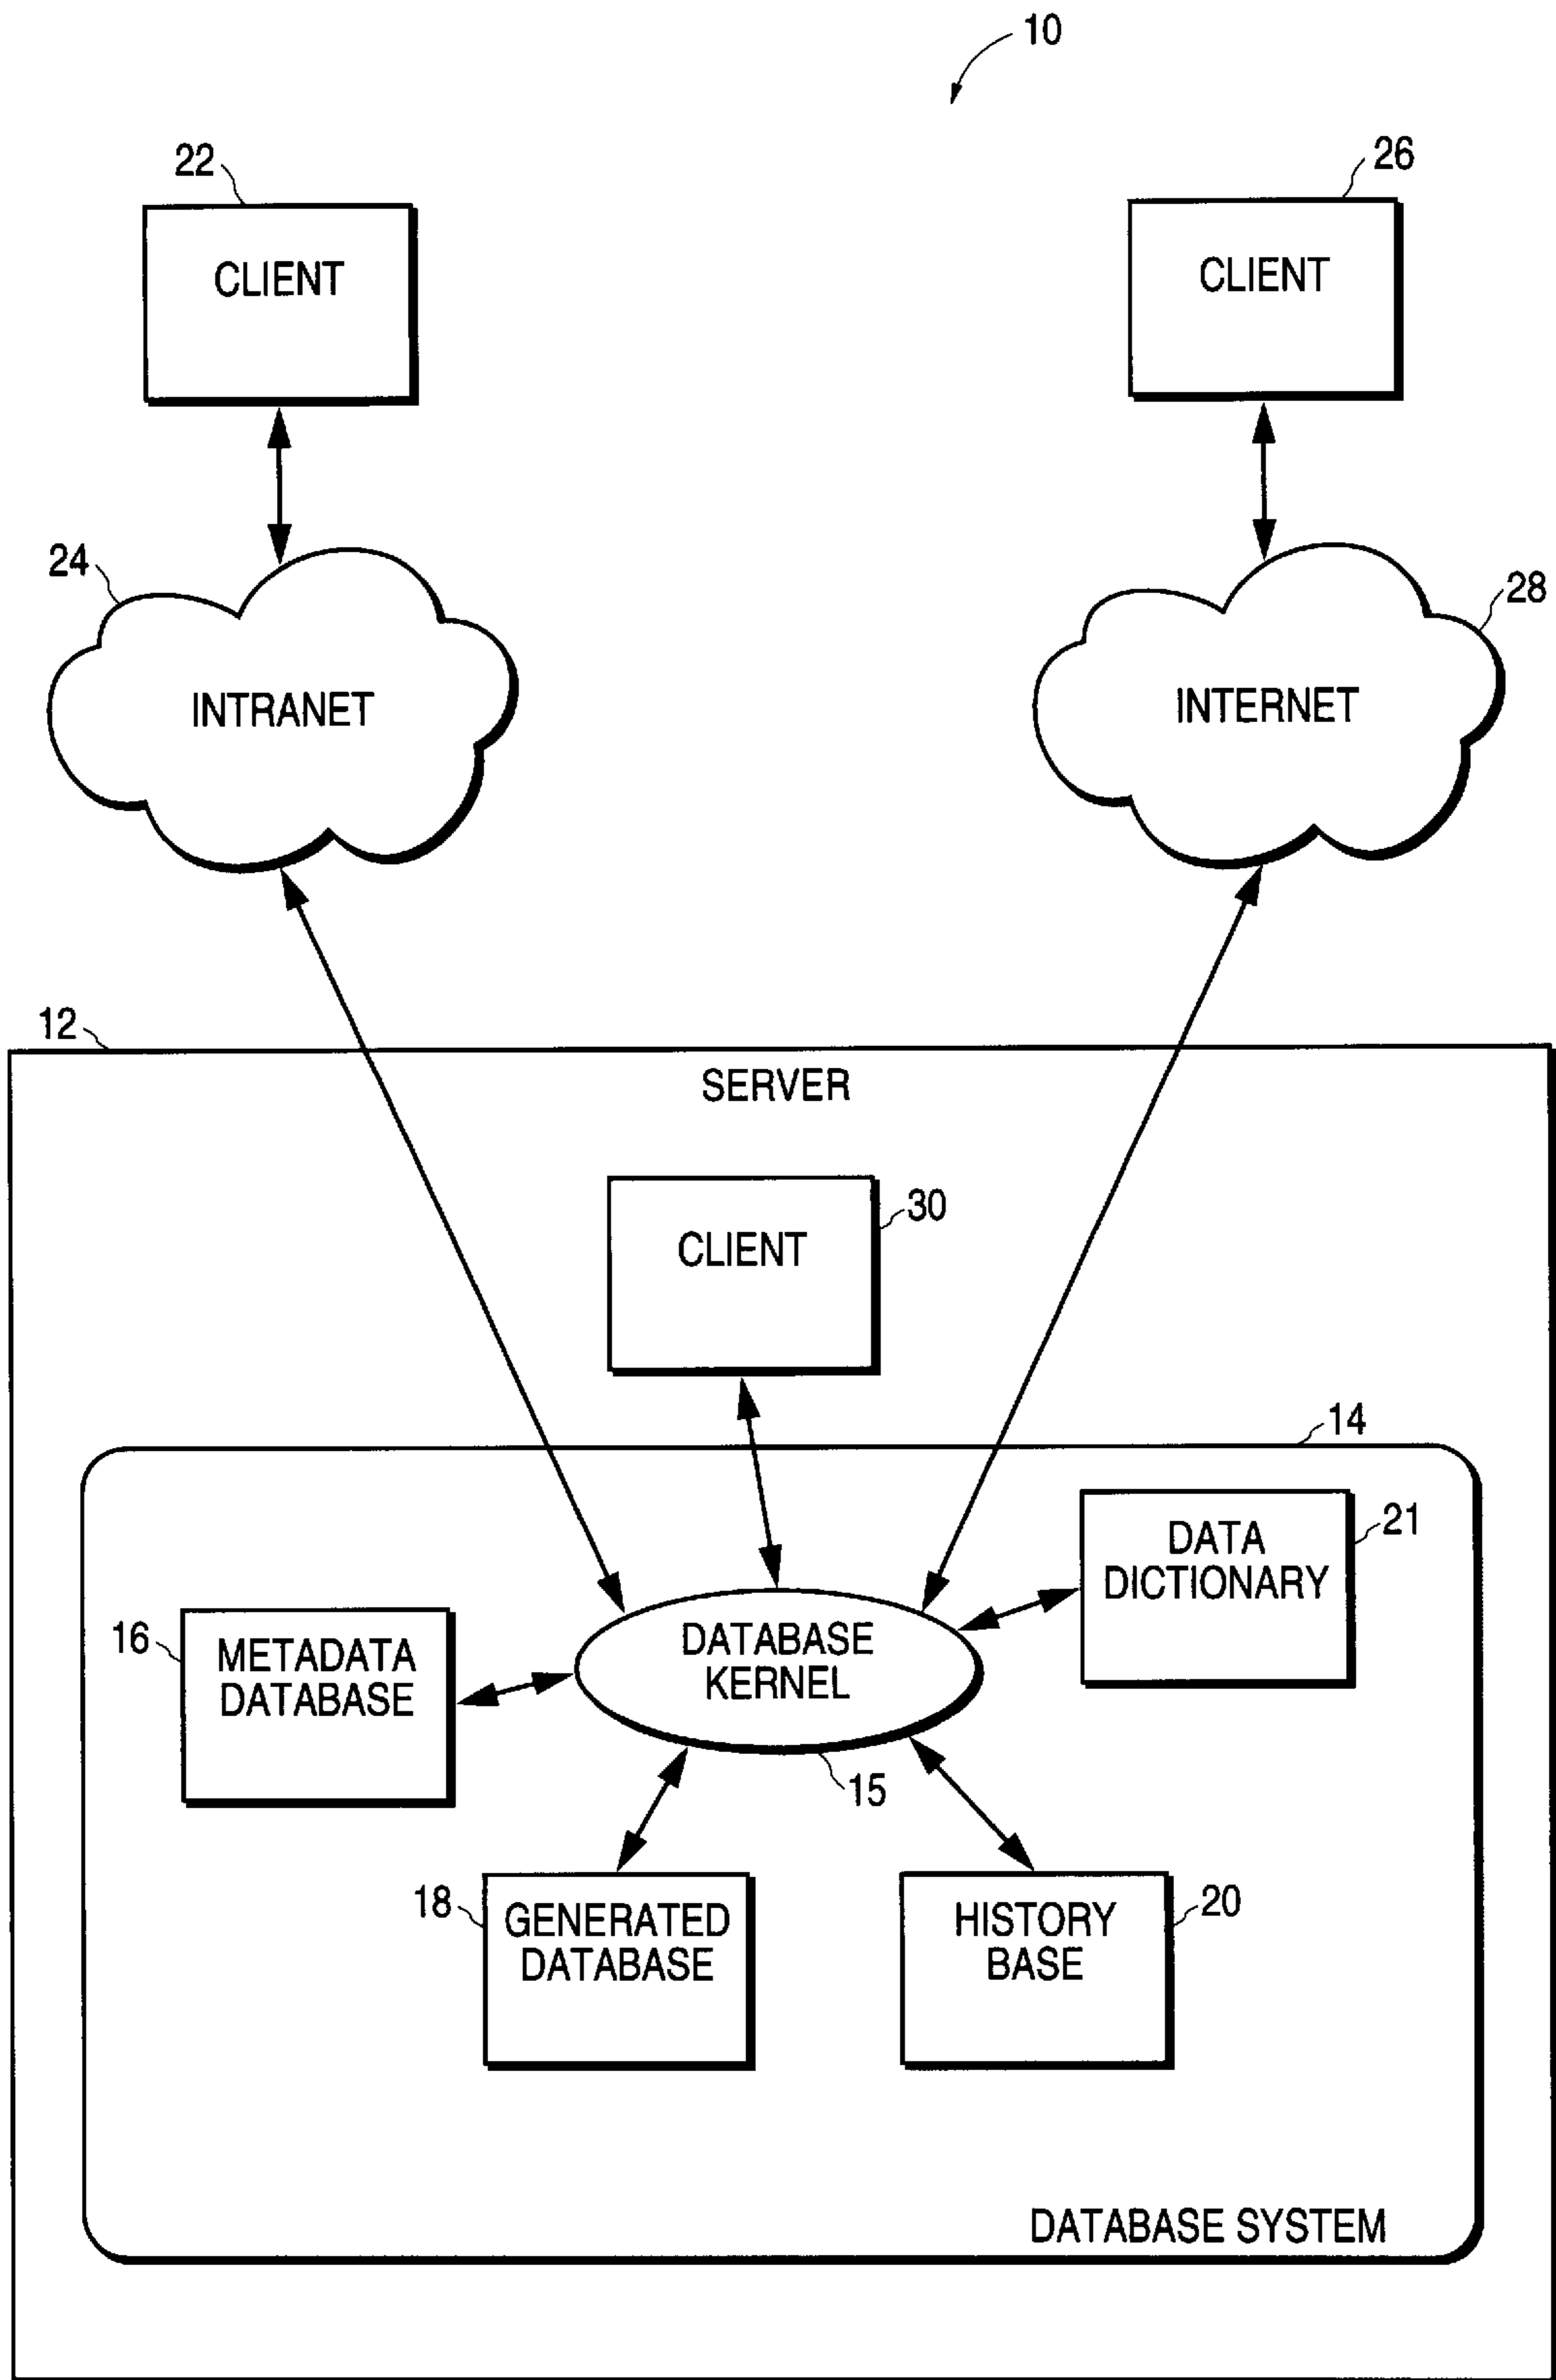 10
22
26
CLIENT
CLIENT
24
28
INTRANET
INTERNET
12
SERVER
30
CLIENT
14
21
DATA
DICTIONARY
16
METADATA
DATABASE
DATABASE
KERNEL
15
18
GENERATED
DATABASE
HISTORY
BASE
20
DATABASE SYSTEM